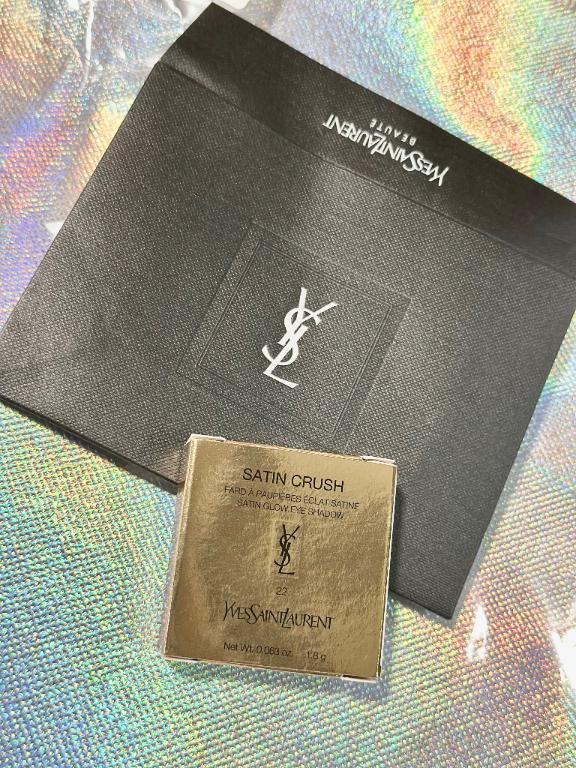 YVESSAINTLAURENT
BEAUTÉ
YSL
SATIN CRUSH
FARD À PAUPIÈRES ÉCLAT SATINÉ
SATIN GLOW EYE SHADOW
YSL
22
YVESSAINTLAURENT
Net Wt. 0.063 oz. 1.8 g